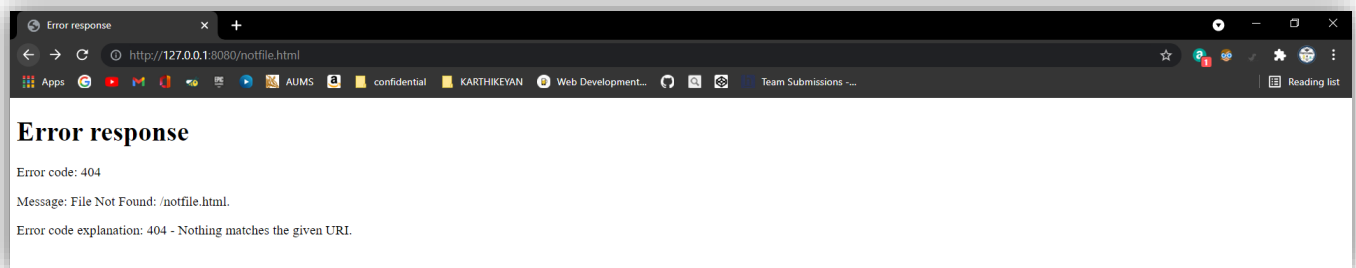 Error response
http://127.0.0.1:8080/notfile.html
Apps
AUMS
confidential
KARTHIKEYAN
Web Development...
Team Submissions -...
Reading list
Error response
Error code: 404
Message: File Not Found: /notfile.html.
Error code explanation: 404 - Nothing matches the given URI.